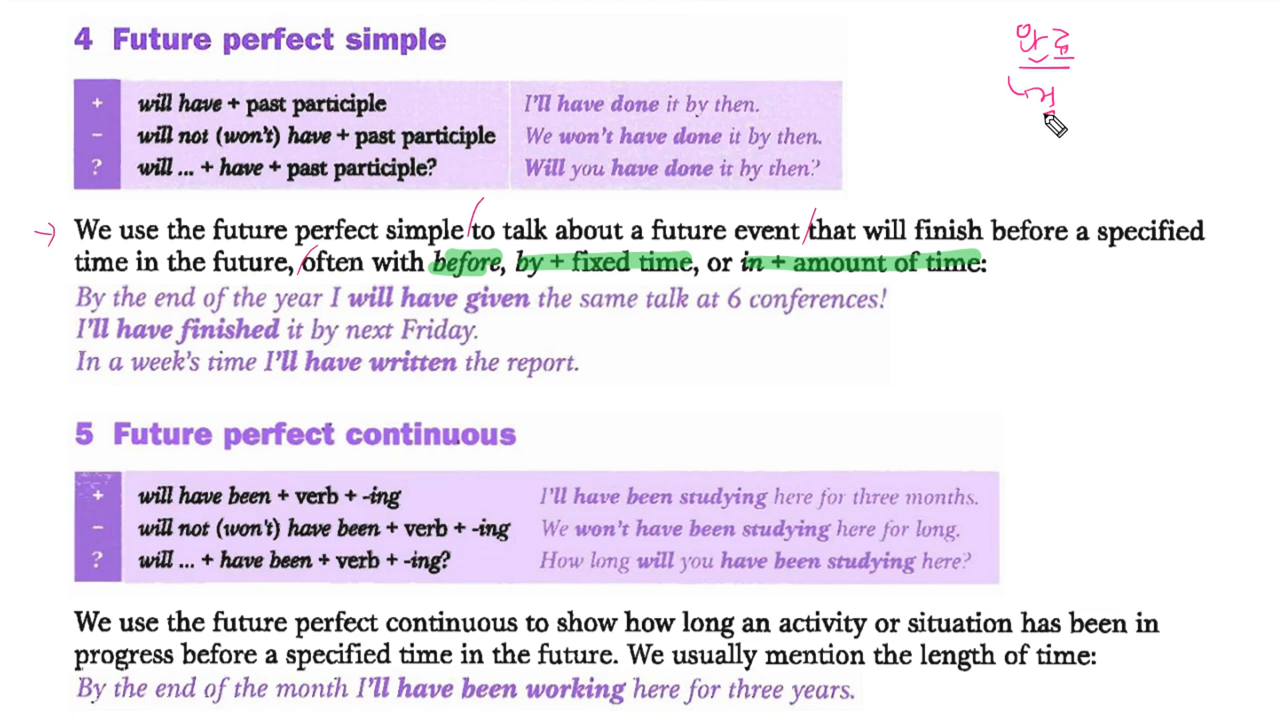 4 Future perfect simple
완료
+ will have + past participle I'll have done it by then.
− will not (won't) have + past participle We won't have done it by then.
? will ... + have + past participle? Will you have done it by then?
We use the future perfect simple to talk about a future event that will finish before a specified
time in the future, often with before, by + fixed time, or in + amount of time:
By the end of the year I will have given the same talk at 6 conferences!
I'll have finished it by next Friday.
In a week's time I'll have written the report.
5 Future perfect continuous
+ will have been + verb + -ing I'll have been studying here for three months.
− will not (won't) have been + verb + -ing We won't have been studying here for long.
? will ... + have been + verb + -ing? How long will you have been studying here?
We use the future perfect continuous to show how long an activity or situation has been in
progress before a specified time in the future. We usually mention the length of time:
By the end of the month I'll have been working here for three years.